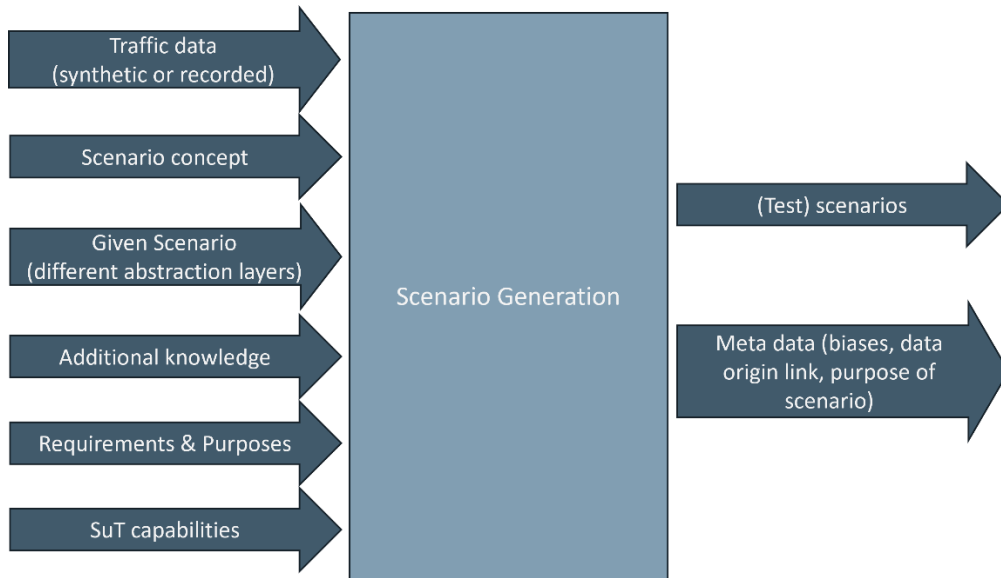 Traffic data
(synthetic or recorded)
Scenario concept
Given Scenario
(different abstraction layers)
Additional knowledge
Requirements & Purposes
SuT capabilities
Scenario Generation
(Test) scenarios
Meta data (biases, data
origin link, purpose of
scenario)